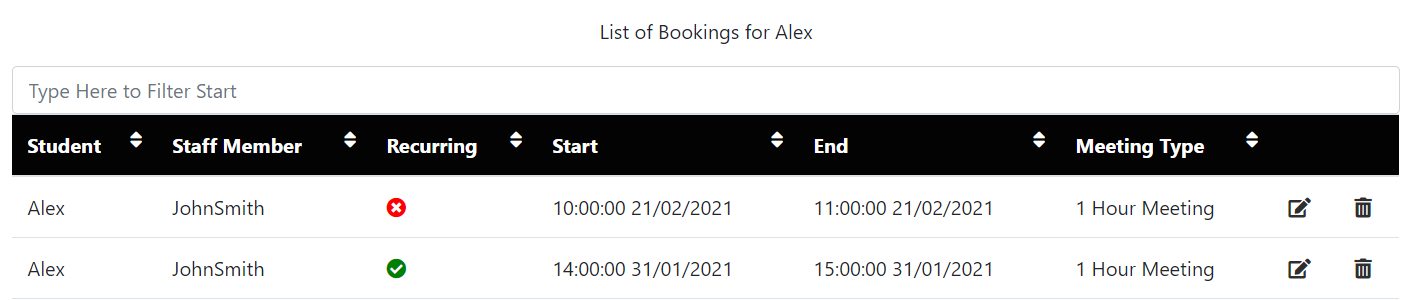 List of Bookings for Alex
Type Here to Filter Start
Student Staff Member Recurring Start End Meeting Type
Alex JohnSmith 10:00:00 21/02/2021 11:00:00 21/02/2021 1 Hour Meeting
Alex JohnSmith 14:00:00 31/01/2021 15:00:00 31/01/2021 1 Hour Meeting